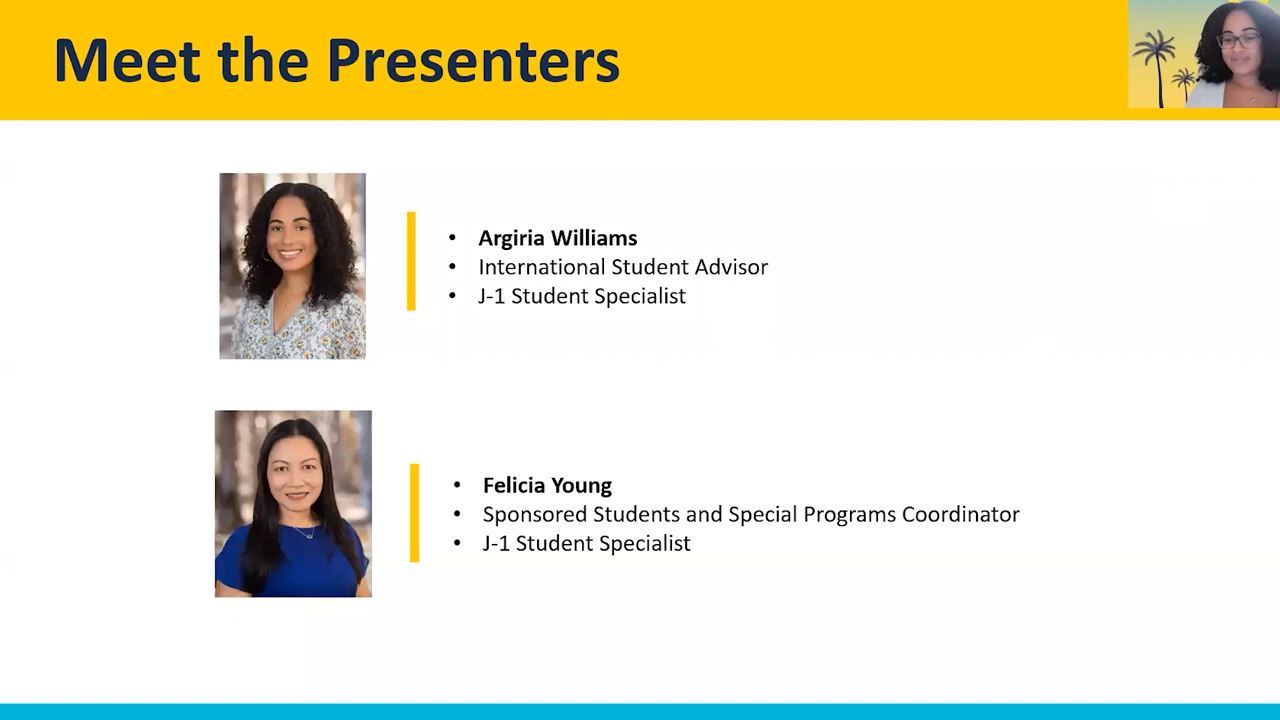 Meet the Presenters
• Argiria Williams
• International Student Advisor
• J-1 Student Specialist
• Felicia Young
• Sponsored Students and Special Programs Coordinator
• J-1 Student Specialist